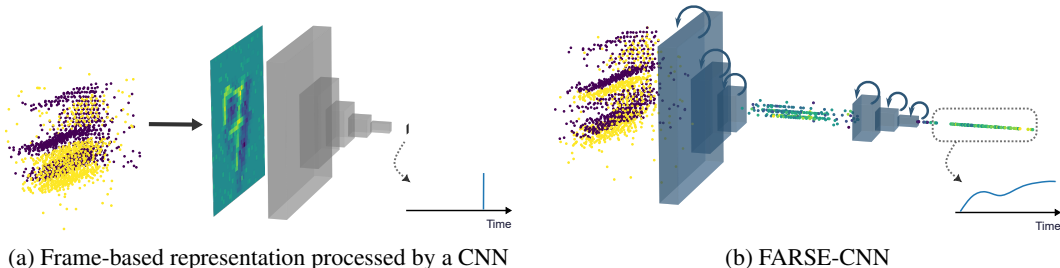 Time
Time
(a) Frame-based representation processed by a CNN
(b) FARSE-CNN